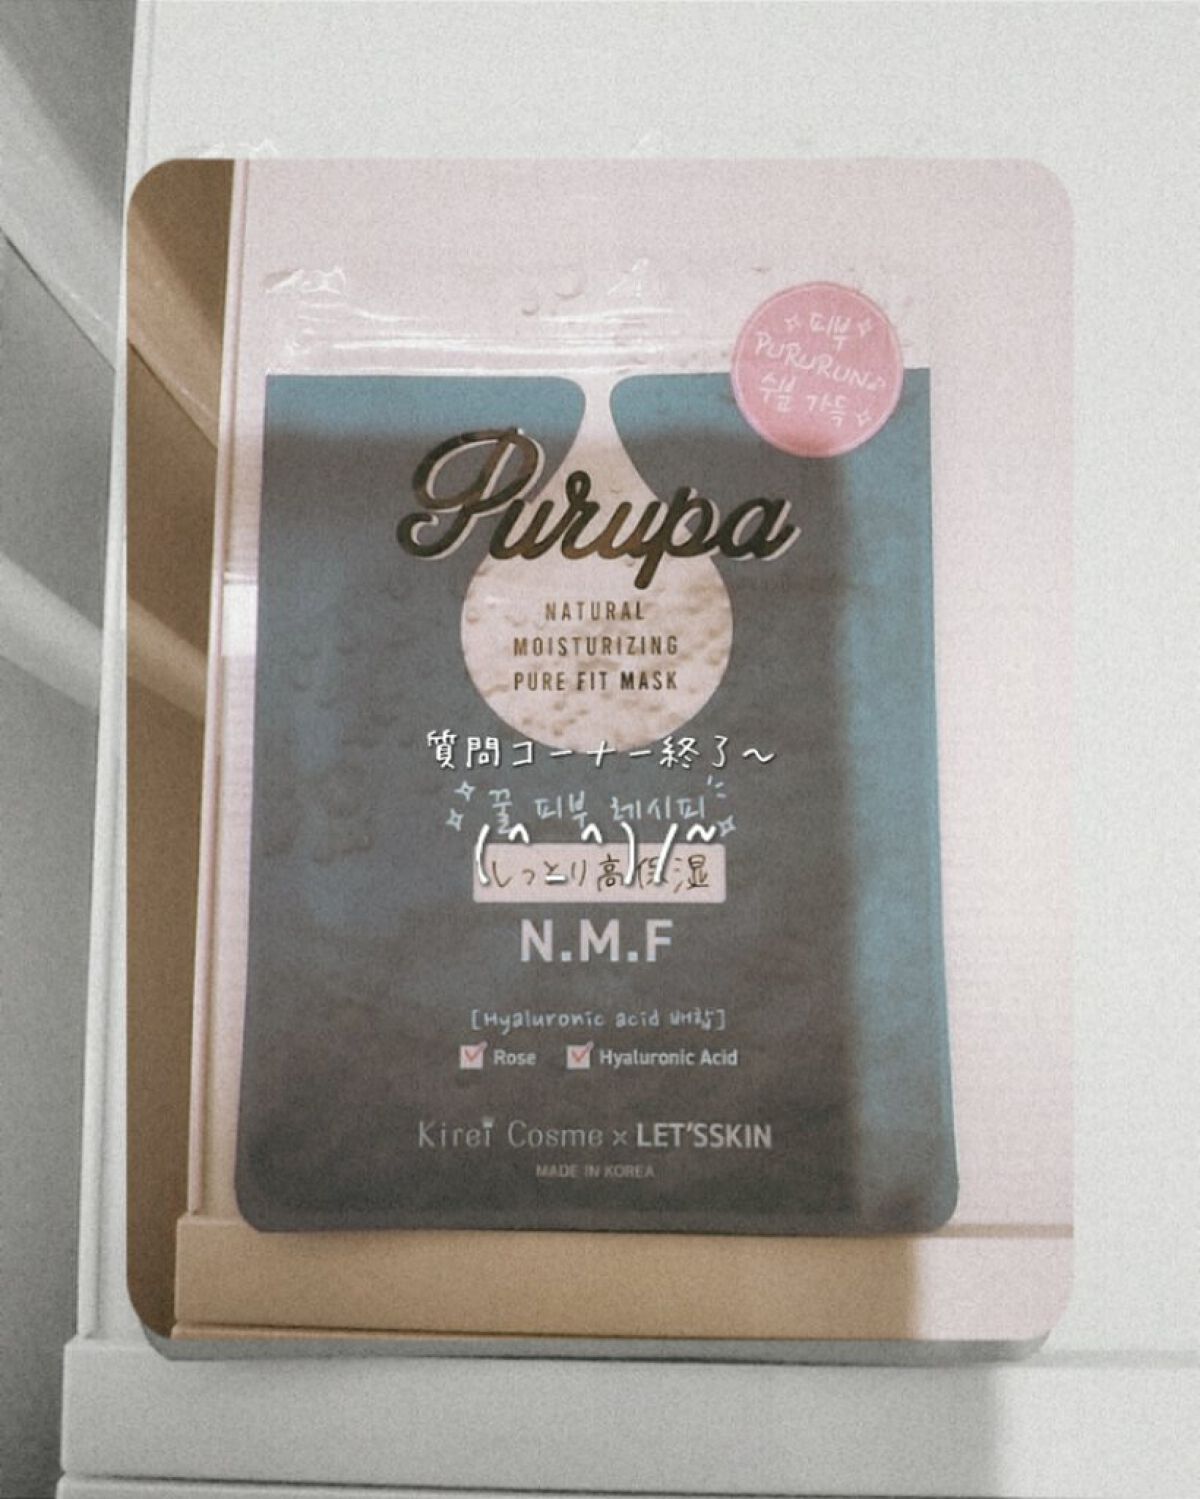 피부
PURURUN
수분 가득
Purupa
NATURAL
MOISTURIZING
PURE FIT MASK
質問コーナー終了～
꿀 피부 레시피
(^_^)/~
しっとり高保湿
N.M.F
[Hyaluronic acid 배합]
Rose Hyaluronic Acid
Kirei Cosme x LET'SSKIN
MADE IN KOREA